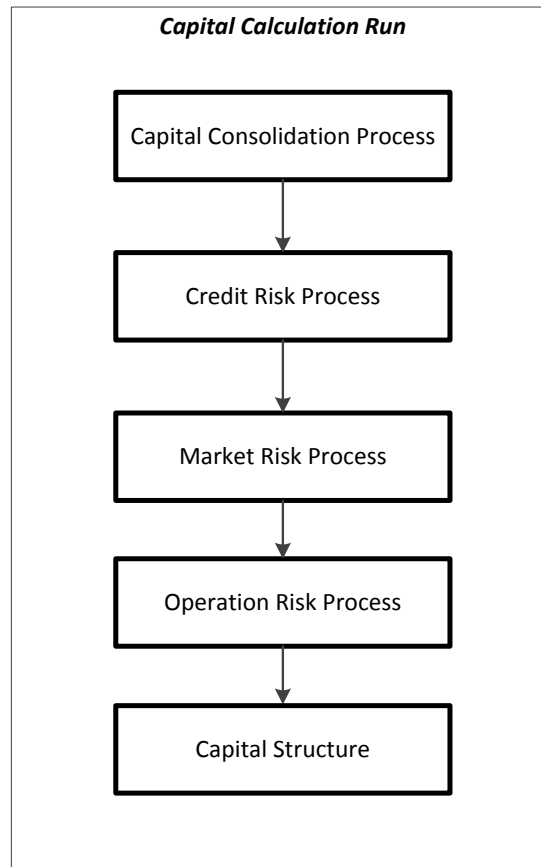 Capital Calculation Run
Capital Consolidation Process
Credit Risk Process
Market Risk Process
Operation Risk Process
Capital Structure